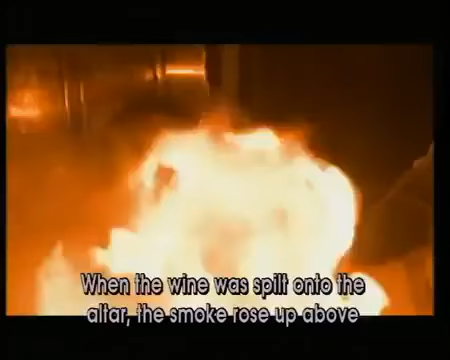 When the wine was spilt onto the
altar, the smoke rose up above